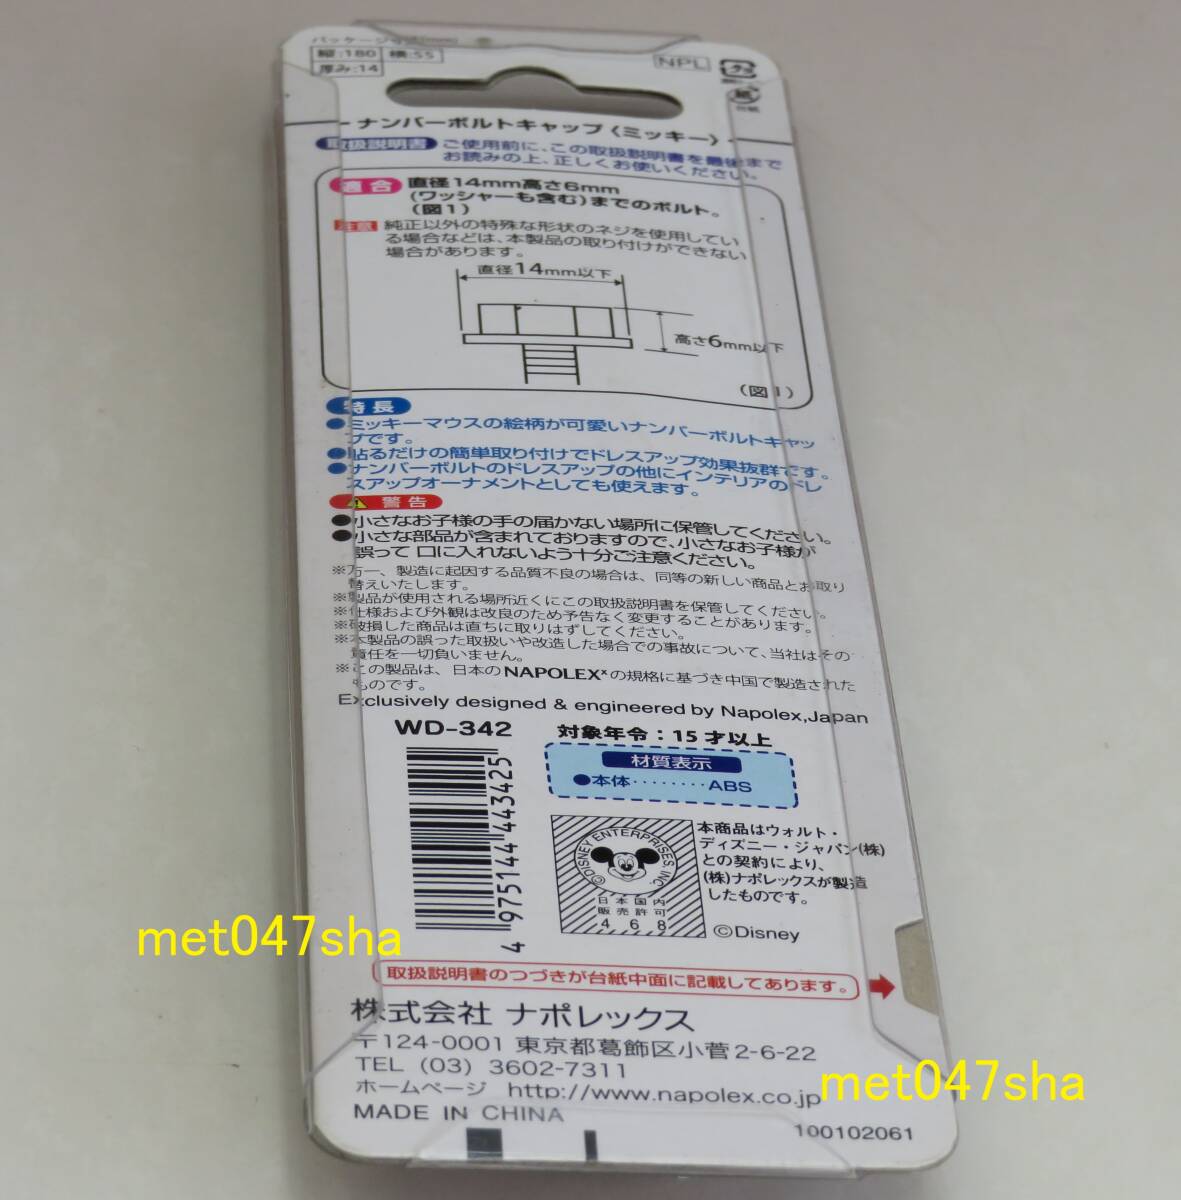 パッケージ寸法(mm)
縦:180 横:55
厚み:14
NPL
ナンバーボルトキャップ〈ミッキー〉
取扱説明書 ご使用前に、この取扱説明書を最後まで
お読みの上、正しくお使いください。
適合 直径14mm高さ6mm
(ワッシャーも含む)までのボルト。
(図1)
注意 純正以外の特殊な形状のネジを使用してい
る場合などは、本製品の取り付けができない
場合があります。
直径14mm以下
高さ6mm以下
(図1)
特長
●ミッキーマウスの絵柄が可愛いナンバーボルトキャッ
プです。
●貼るだけの簡単取り付けでドレスアップ効果抜群です。
●ナンバーボルトのドレスアップの他にインテリアのドレ
スアップオーナメントとしても使えます。
警告
●小さなお子様の手の届かない場所に保管してください。
●小さな部品が含まれておりますので、小さなお子様が
誤って 口に入れないよう十分ご注意ください。
※万一、製造に起因する品質不良の場合は、同等の新しい商品とお取り
替えいたします。
※製品が使用される場所近くにこの取扱説明書を保管してください。
※仕様および外観は改良のため予告なく変更することがあります。
※破損した商品は直ちに取りはずしてください。
※本製品の誤った取扱いや改造した場合での事故について、当社はその
責任を一切負いません。
※この製品は、日本のNAPOLEXxの規格に基づき中国で製造された
ものです。
Exclusively designed & engineered by Napolex,Japan
WD-342 対象年令：15才以上
材質表示
●本体········ABS
4 975144 443425
©DISNEY ENTERPRISES INC.
日本国内
販売許可
468
本商品はウォルト・
ディズニー・ジャパン(株)
との契約により、
(株)ナポレックスが製造
したものです。
©Disney
取扱説明書のつづきが台紙中面に記載してあります。
株式会社 ナポレックス
〒124-0001 東京都葛飾区小菅2-6-22
TEL (03) 3602-7311
ホームページ http://www.napolex.co.jp
MADE IN CHINA
100102061
met047sha
met047sha